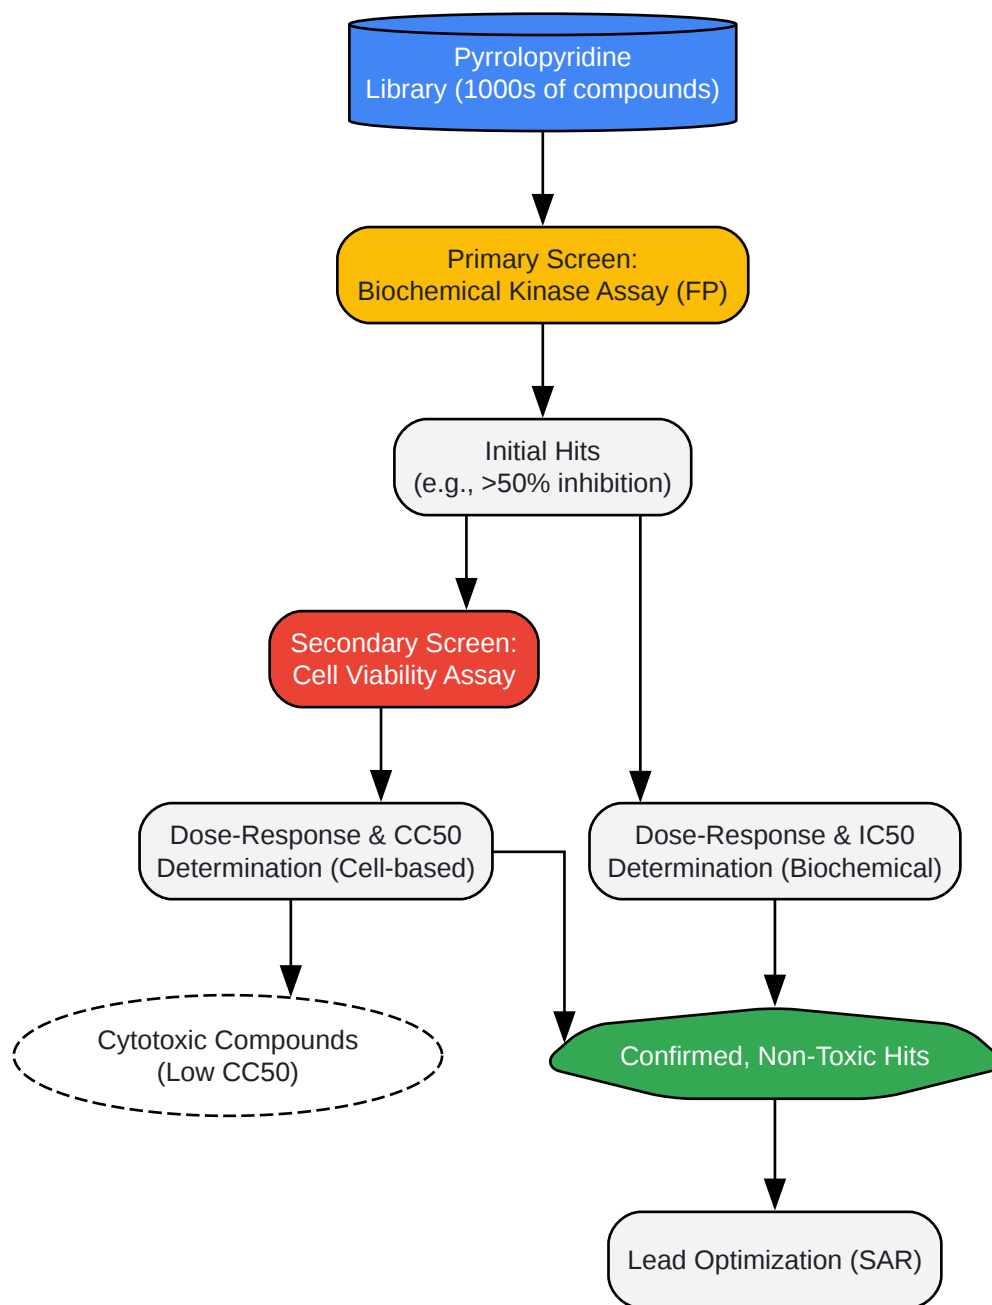 Pyrrolopyridine
Library (1000s of compounds)
Primary Screen:
Biochemical Kinase Assay (FP)
Initial Hits
(e.g., >50% inhibition)
Secondary Screen:
Cell Viability Assay
Dose-Response & CC50
Determination (Cell-based)
Dose-Response & IC50
Determination (Biochemical)
Cytotoxic Compounds
(Low CC50)
Confirmed, Non-Toxic Hits
Lead Optimization (SAR)